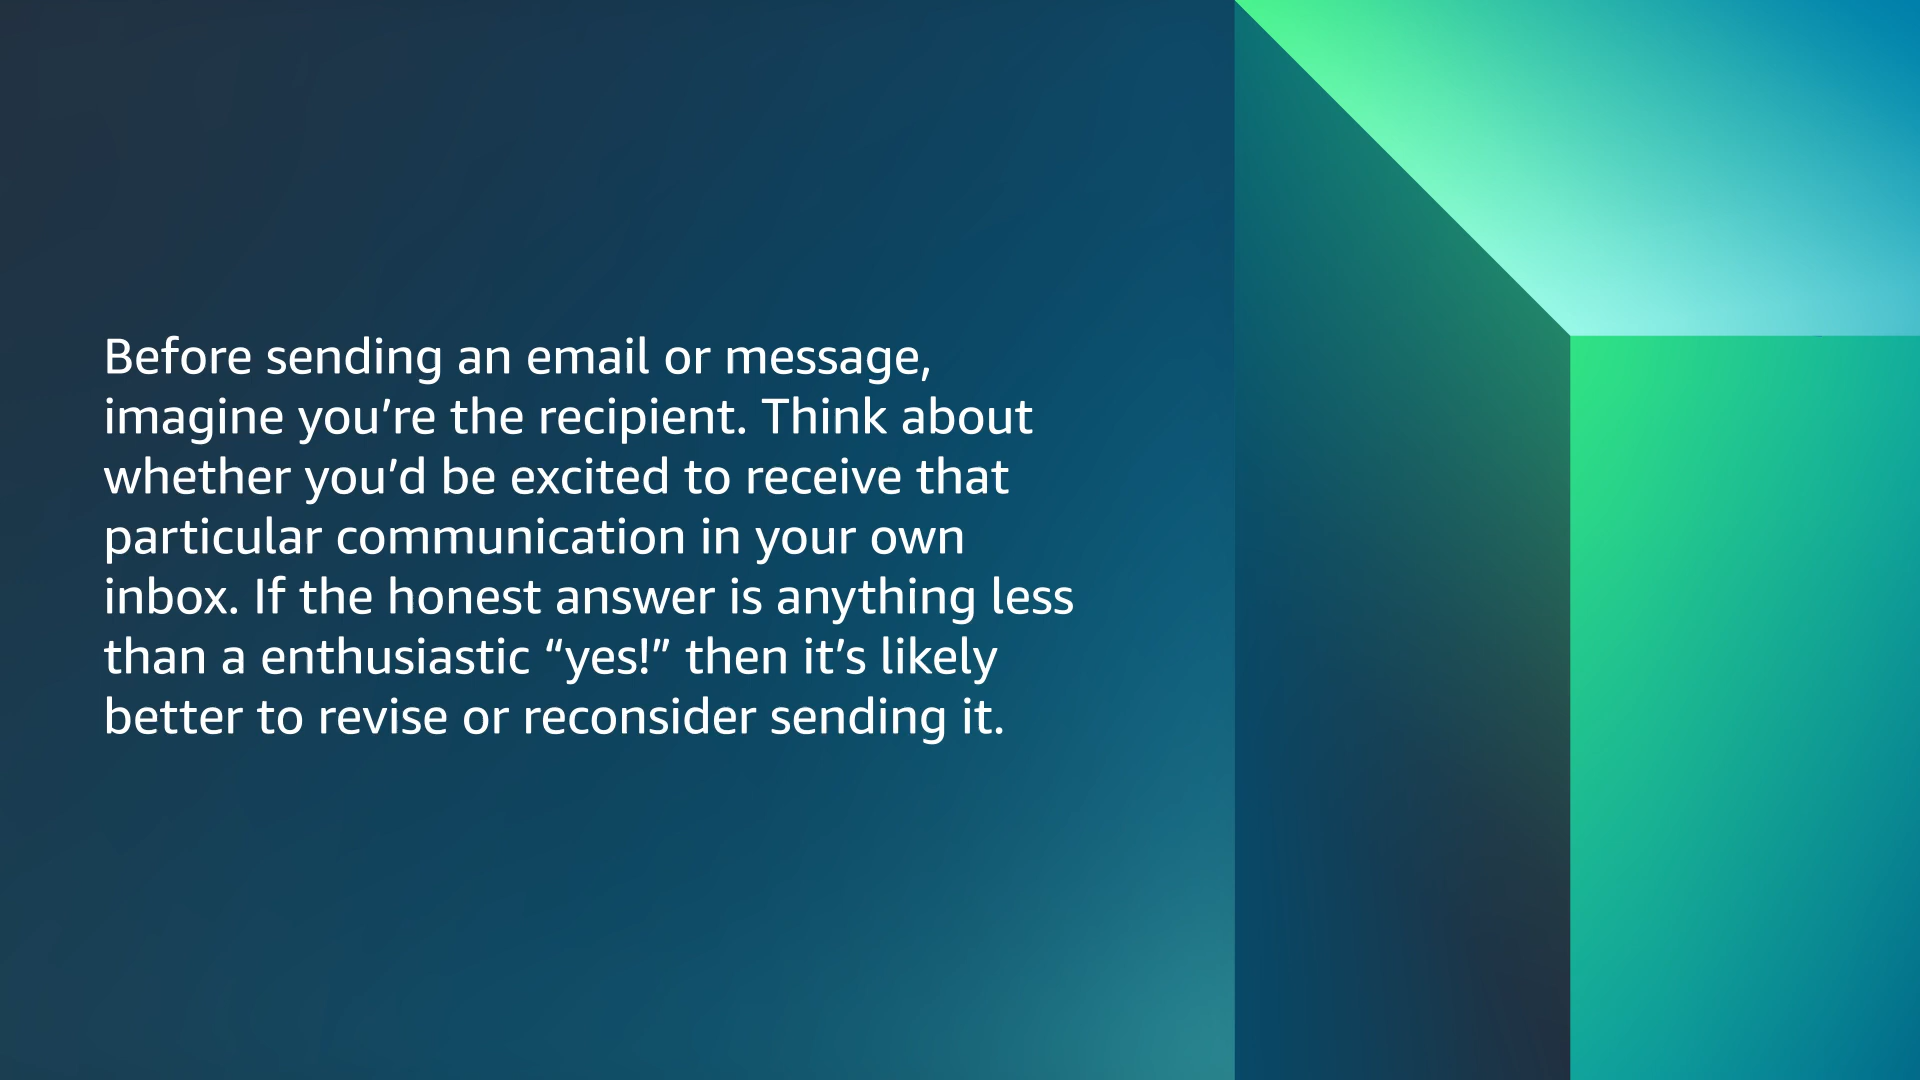 Before sending an email or message,
imagine you’re the recipient. Think about
whether you’d be excited to receive that
particular communication in your own
inbox. If the honest answer is anything less
than a enthusiastic “yes!” then it’s likely
better to revise or reconsider sending it.